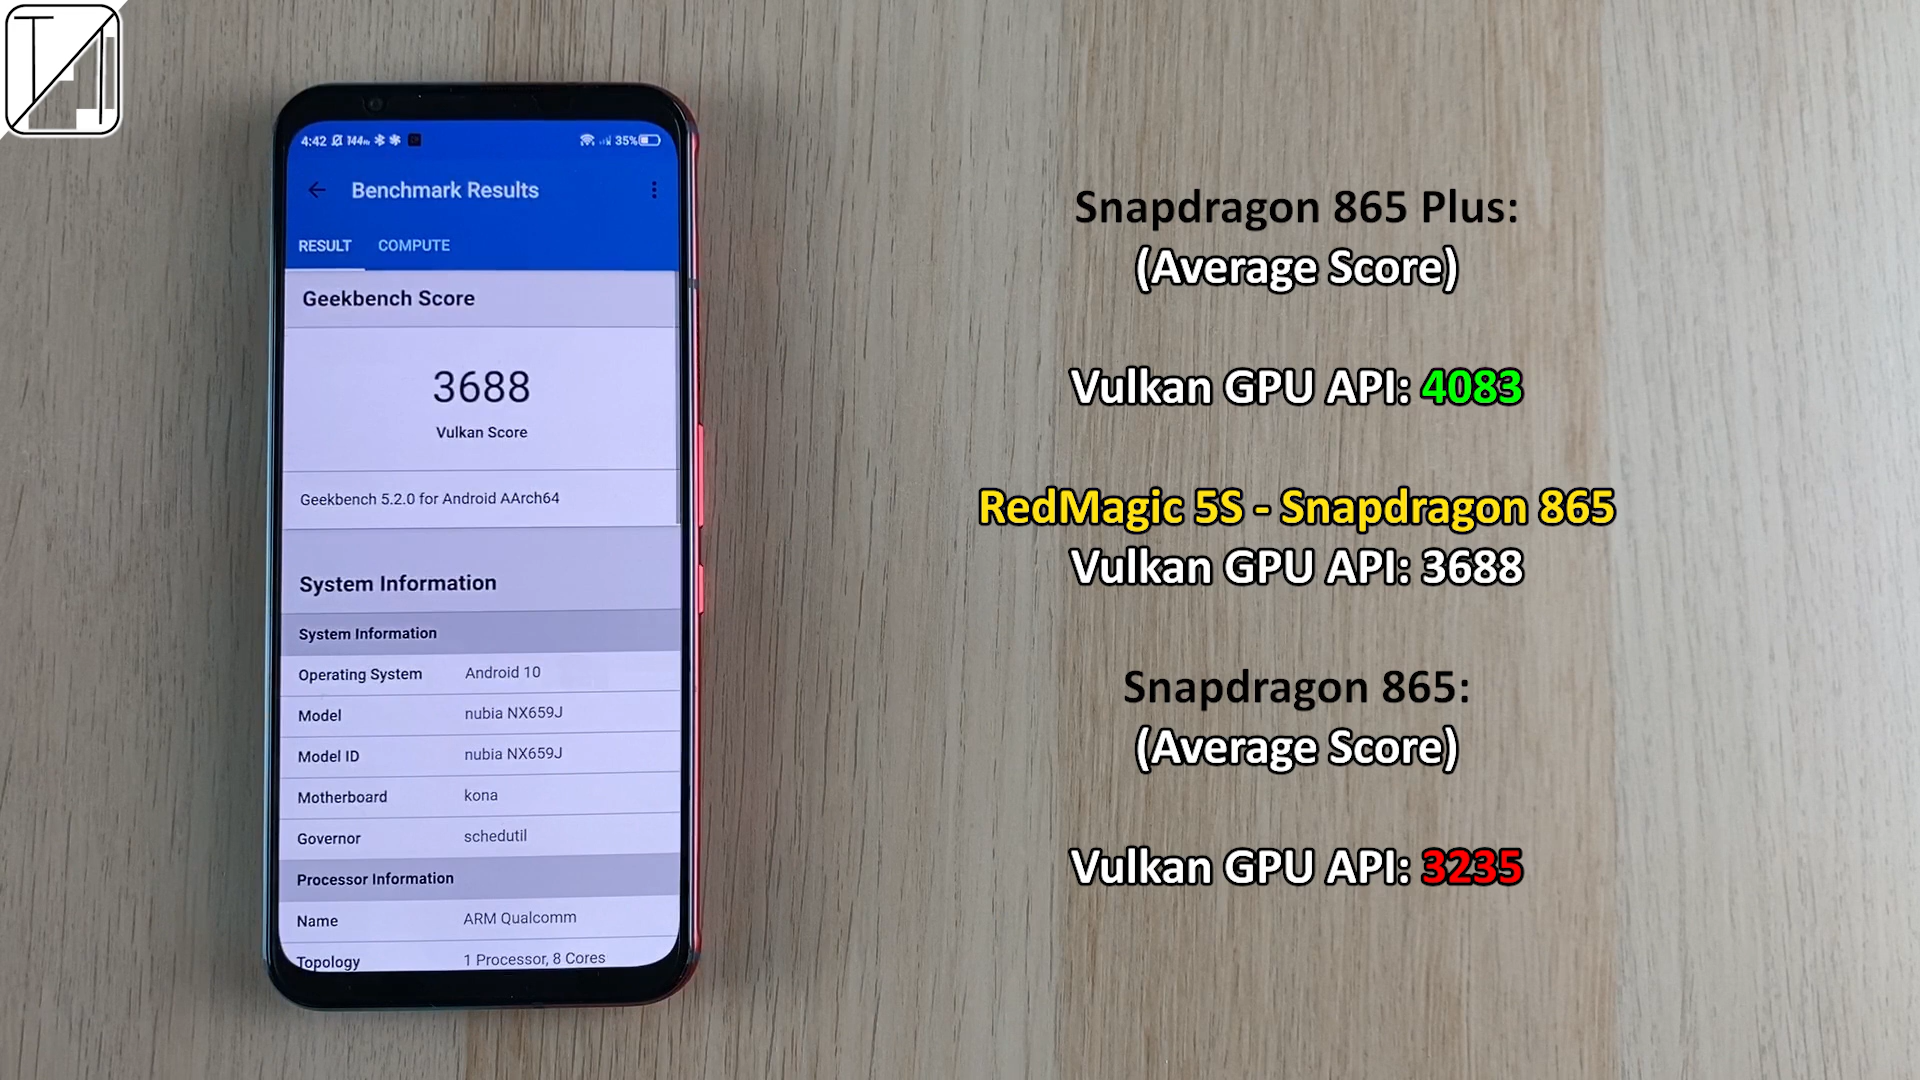 4:42 144Hz 35%
Benchmark Results
RESULT COMPUTE
Geekbench Score
3688
Vulkan Score
Geekbench 5.2.0 for Android AArch64
System Information
System Information
Operating System Android 10
Model nubia NX659J
Model ID nubia NX659J
Motherboard kona
Governor schedutil
Processor Information
Name ARM Qualcomm
Topology 1 Processor, 8 Cores
Snapdragon 865 Plus:
(Average Score)
Vulkan GPU API: 4083
RedMagic 5S - Snapdragon 865
Vulkan GPU API: 3688
Snapdragon 865:
(Average Score)
Vulkan GPU API: 3235